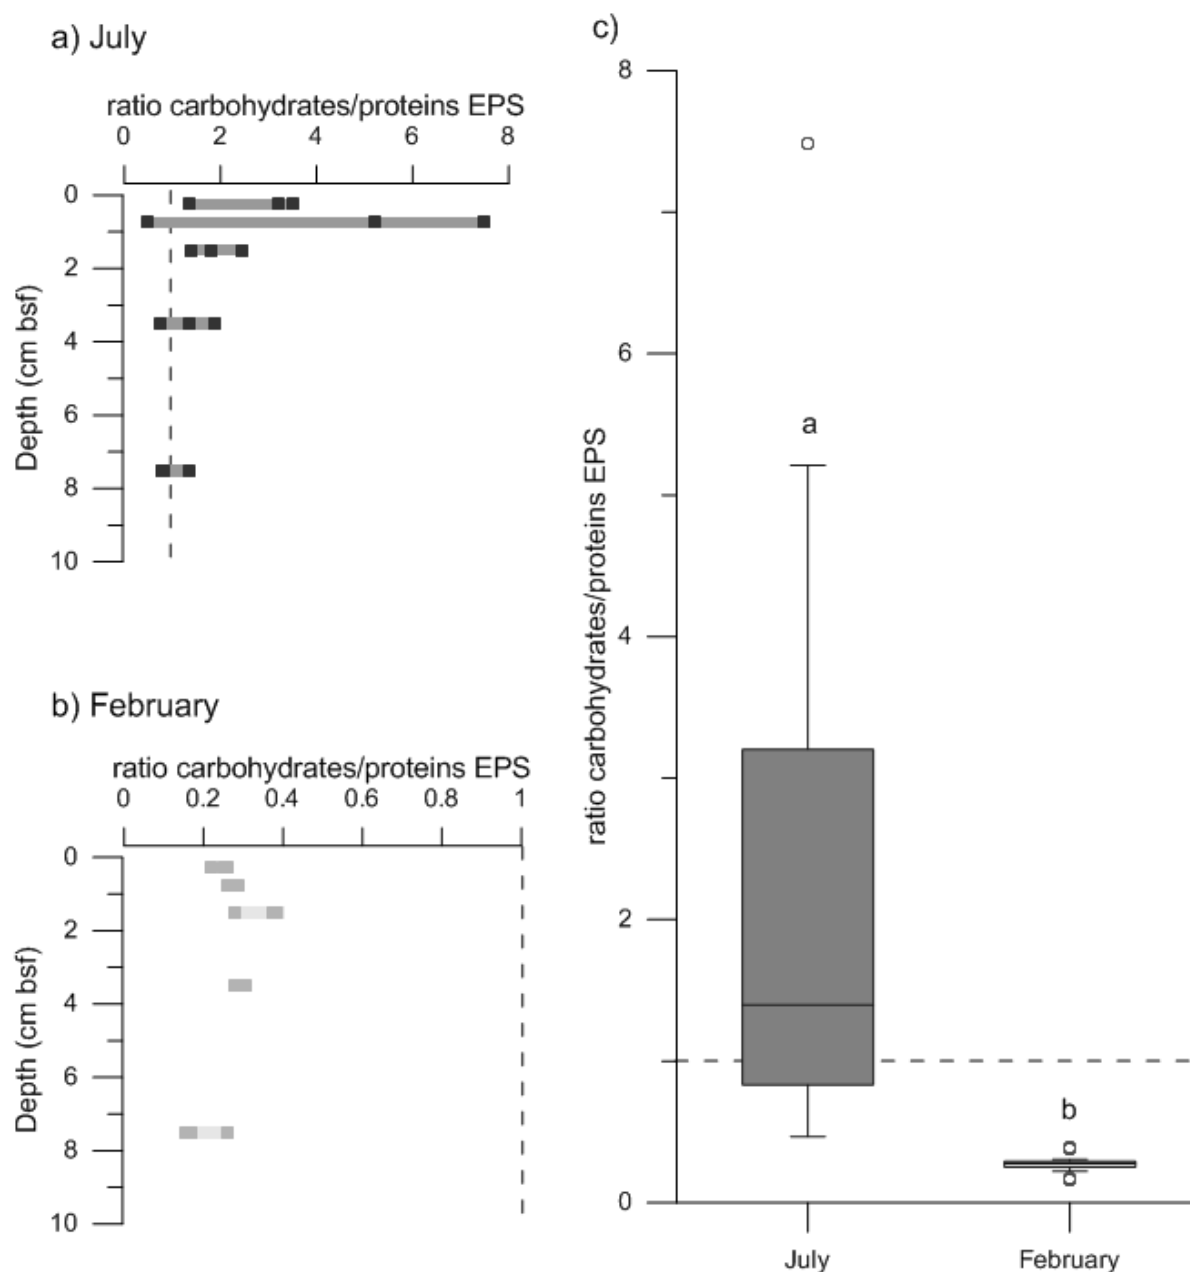 a) July
ratio carbohydrates/proteins EPS
0 2 4 6 8
0
2
4
6
8
10
Depth (cm bsf)
b) February
ratio carbohydrates/proteins EPS
0 0.2 0.4 0.6 0.8 1
0
2
4
6
8
10
Depth (cm bsf)
c)
8
6
4
2
0
ratio carbohydrates/proteins EPS
a
b
July February